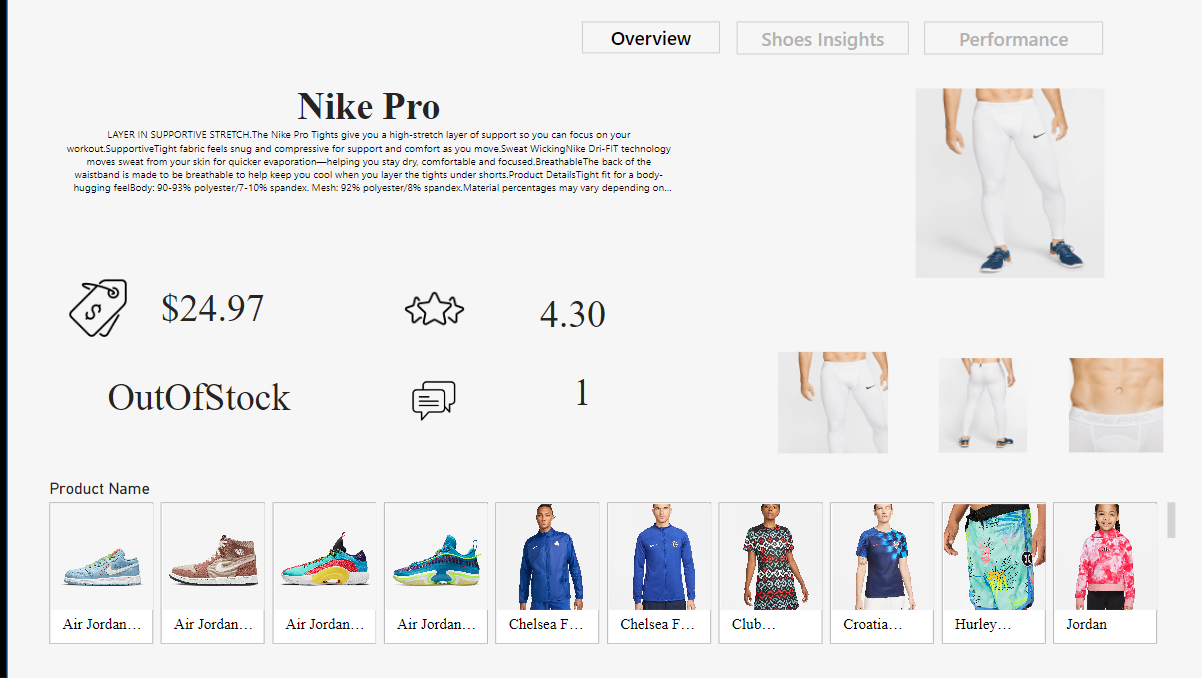 Overview
Shoes Insights
Performance
Nike Pro
LAYER IN SUPPORTIVE STRETCH.The Nike Pro Tights give you a high-stretch layer of support so you can focus on your
workout.SupportiveTight fabric feels snug and compressive for support and comfort as you move.Sweat WickingNike Dri-FIT technology
moves sweat from your skin for quicker evaporation—helping you stay dry, comfortable and focused.BreathableThe back of the
waistband is made to be breathable to help keep you cool when you layer the tights under shorts.Product DetailsTight fit for a body-
hugging feelBody: 90-93% polyester/7-10% spandex. Mesh: 92% polyester/8% spandex.Material percentages may vary depending on...
$24.97
4.30
OutOfStock
1
Product Name
Air Jordan...
Air Jordan...
Air Jordan...
Air Jordan...
Chelsea F...
Chelsea F...
Club...
Croatia...
Hurley...
Jordan